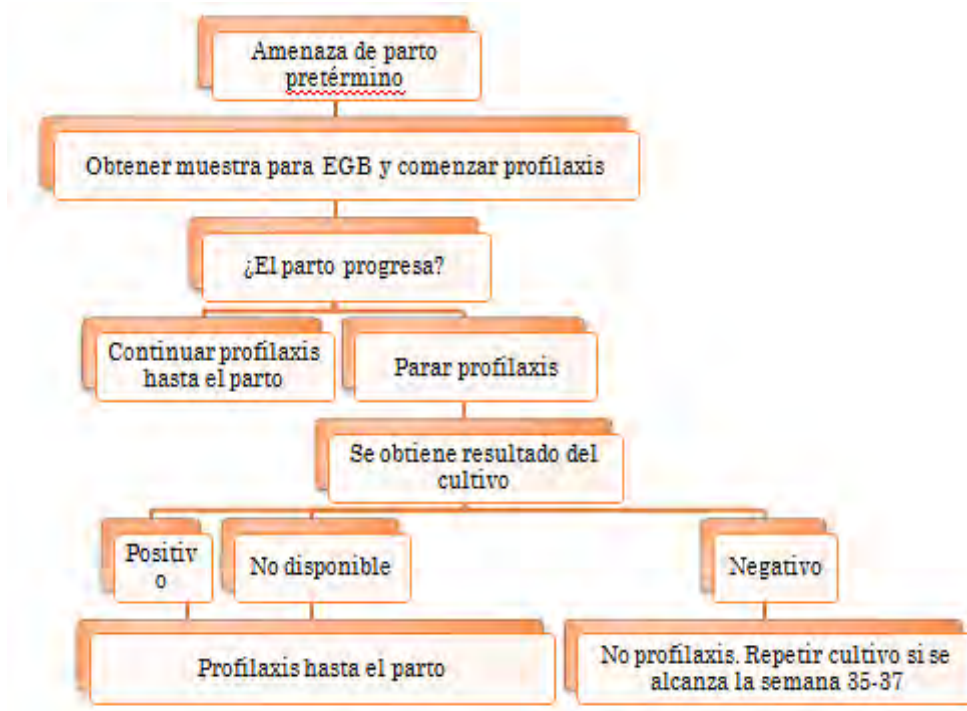 Amenaza de parto
pretérmino
Obtener muestra para EGB y comenzar profilaxis
¿El parto progresa?
Continuar profilaxis
hasta el parto
Parar profilaxis
Se obtiene resultado del
cultivo
Positiv
o
No disponible
Negativo
Profilaxis hasta el parto
No profilaxis. Repetir cultivo si se
alcanza la semana 35-37